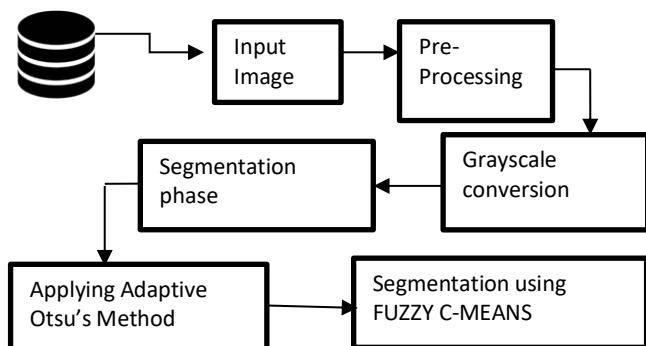 Input
Image
Pre-
Processing
Grayscale
conversion
Segmentation
phase
Applying Adaptive
Otsu’s Method
Segmentation using
FUZZY C-MEANS